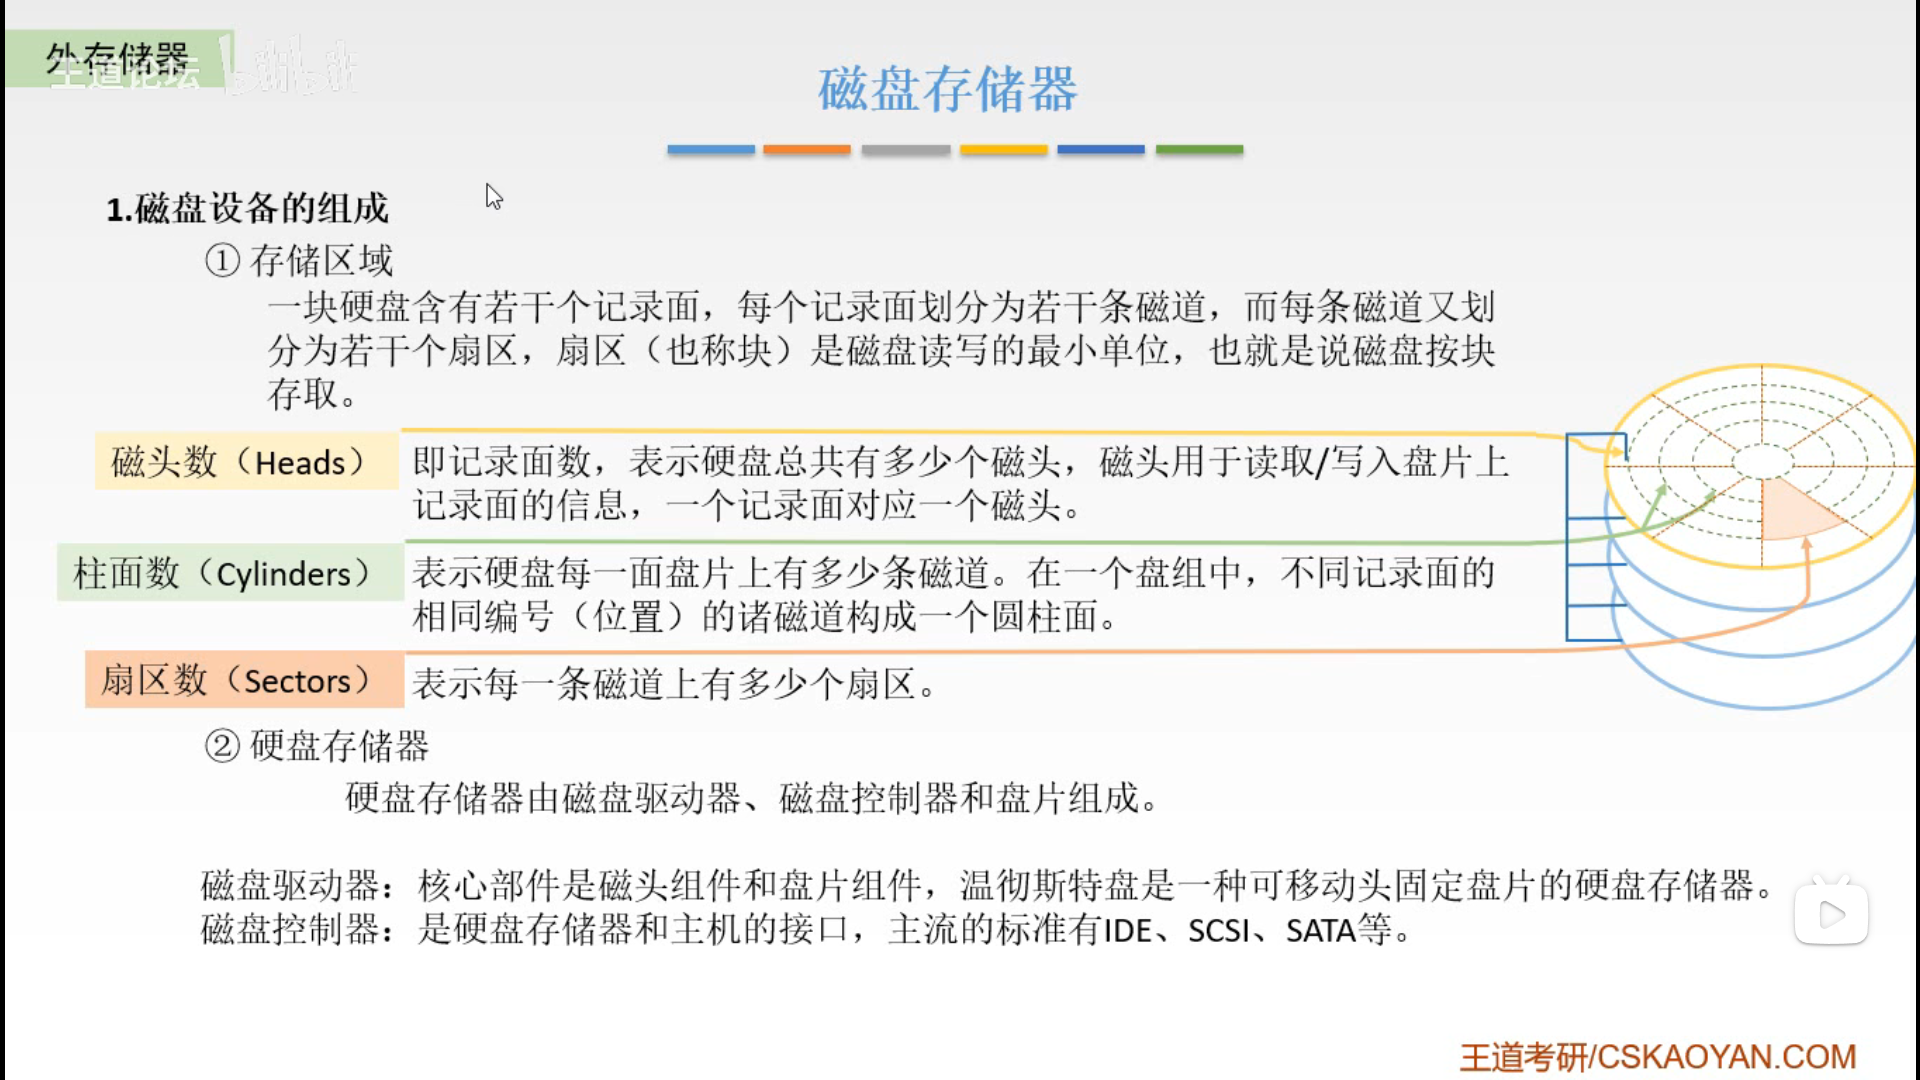 外存储器
王道论坛 bilibili
磁盘存储器
1.磁盘设备的组成
① 存储区域
一块硬盘含有若干个记录面，每个记录面划分为若干条磁道，而每条磁道又划
分为若干个扇区，扇区（也称块）是磁盘读写的最小单位，也就是说磁盘按块
存取。
磁头数（Heads）
即记录面数，表示硬盘总共有多少个磁头，磁头用于读取/写入盘片上
记录面的信息，一个记录面对应一个磁头。
柱面数（Cylinders）
表示硬盘每一面盘片上有多少条磁道。在一个盘组中，不同记录面的
相同编号（位置）的诸磁道构成一个圆柱面。
扇区数（Sectors）
表示每一条磁道上有多少个扇区。
② 硬盘存储器
硬盘存储器由磁盘驱动器、磁盘控制器和盘片组成。
磁盘驱动器：核心部件是磁头组件和盘片组件，温彻斯特盘是一种可移动头固定盘片的硬盘存储器。
磁盘控制器：是硬盘存储器和主机的接口，主流的标准有IDE、SCSI、SATA等。
王道考研/CSKAOYAN.COM